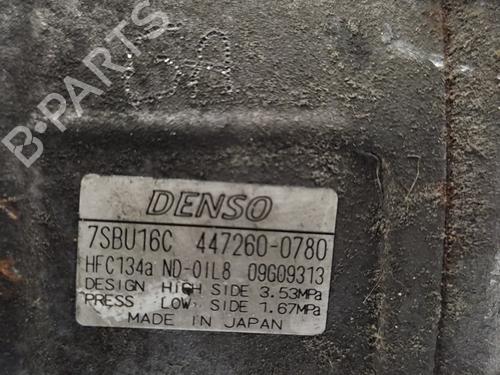 B-PARTS
DENSO
7SBU16C 447260-0780
HFC134a ND-OIL8 09G09313
DESIGN HIGH SIDE 3.53MPa
PRESS LOW SIDE 1.67MPa
MADE IN JAPAN